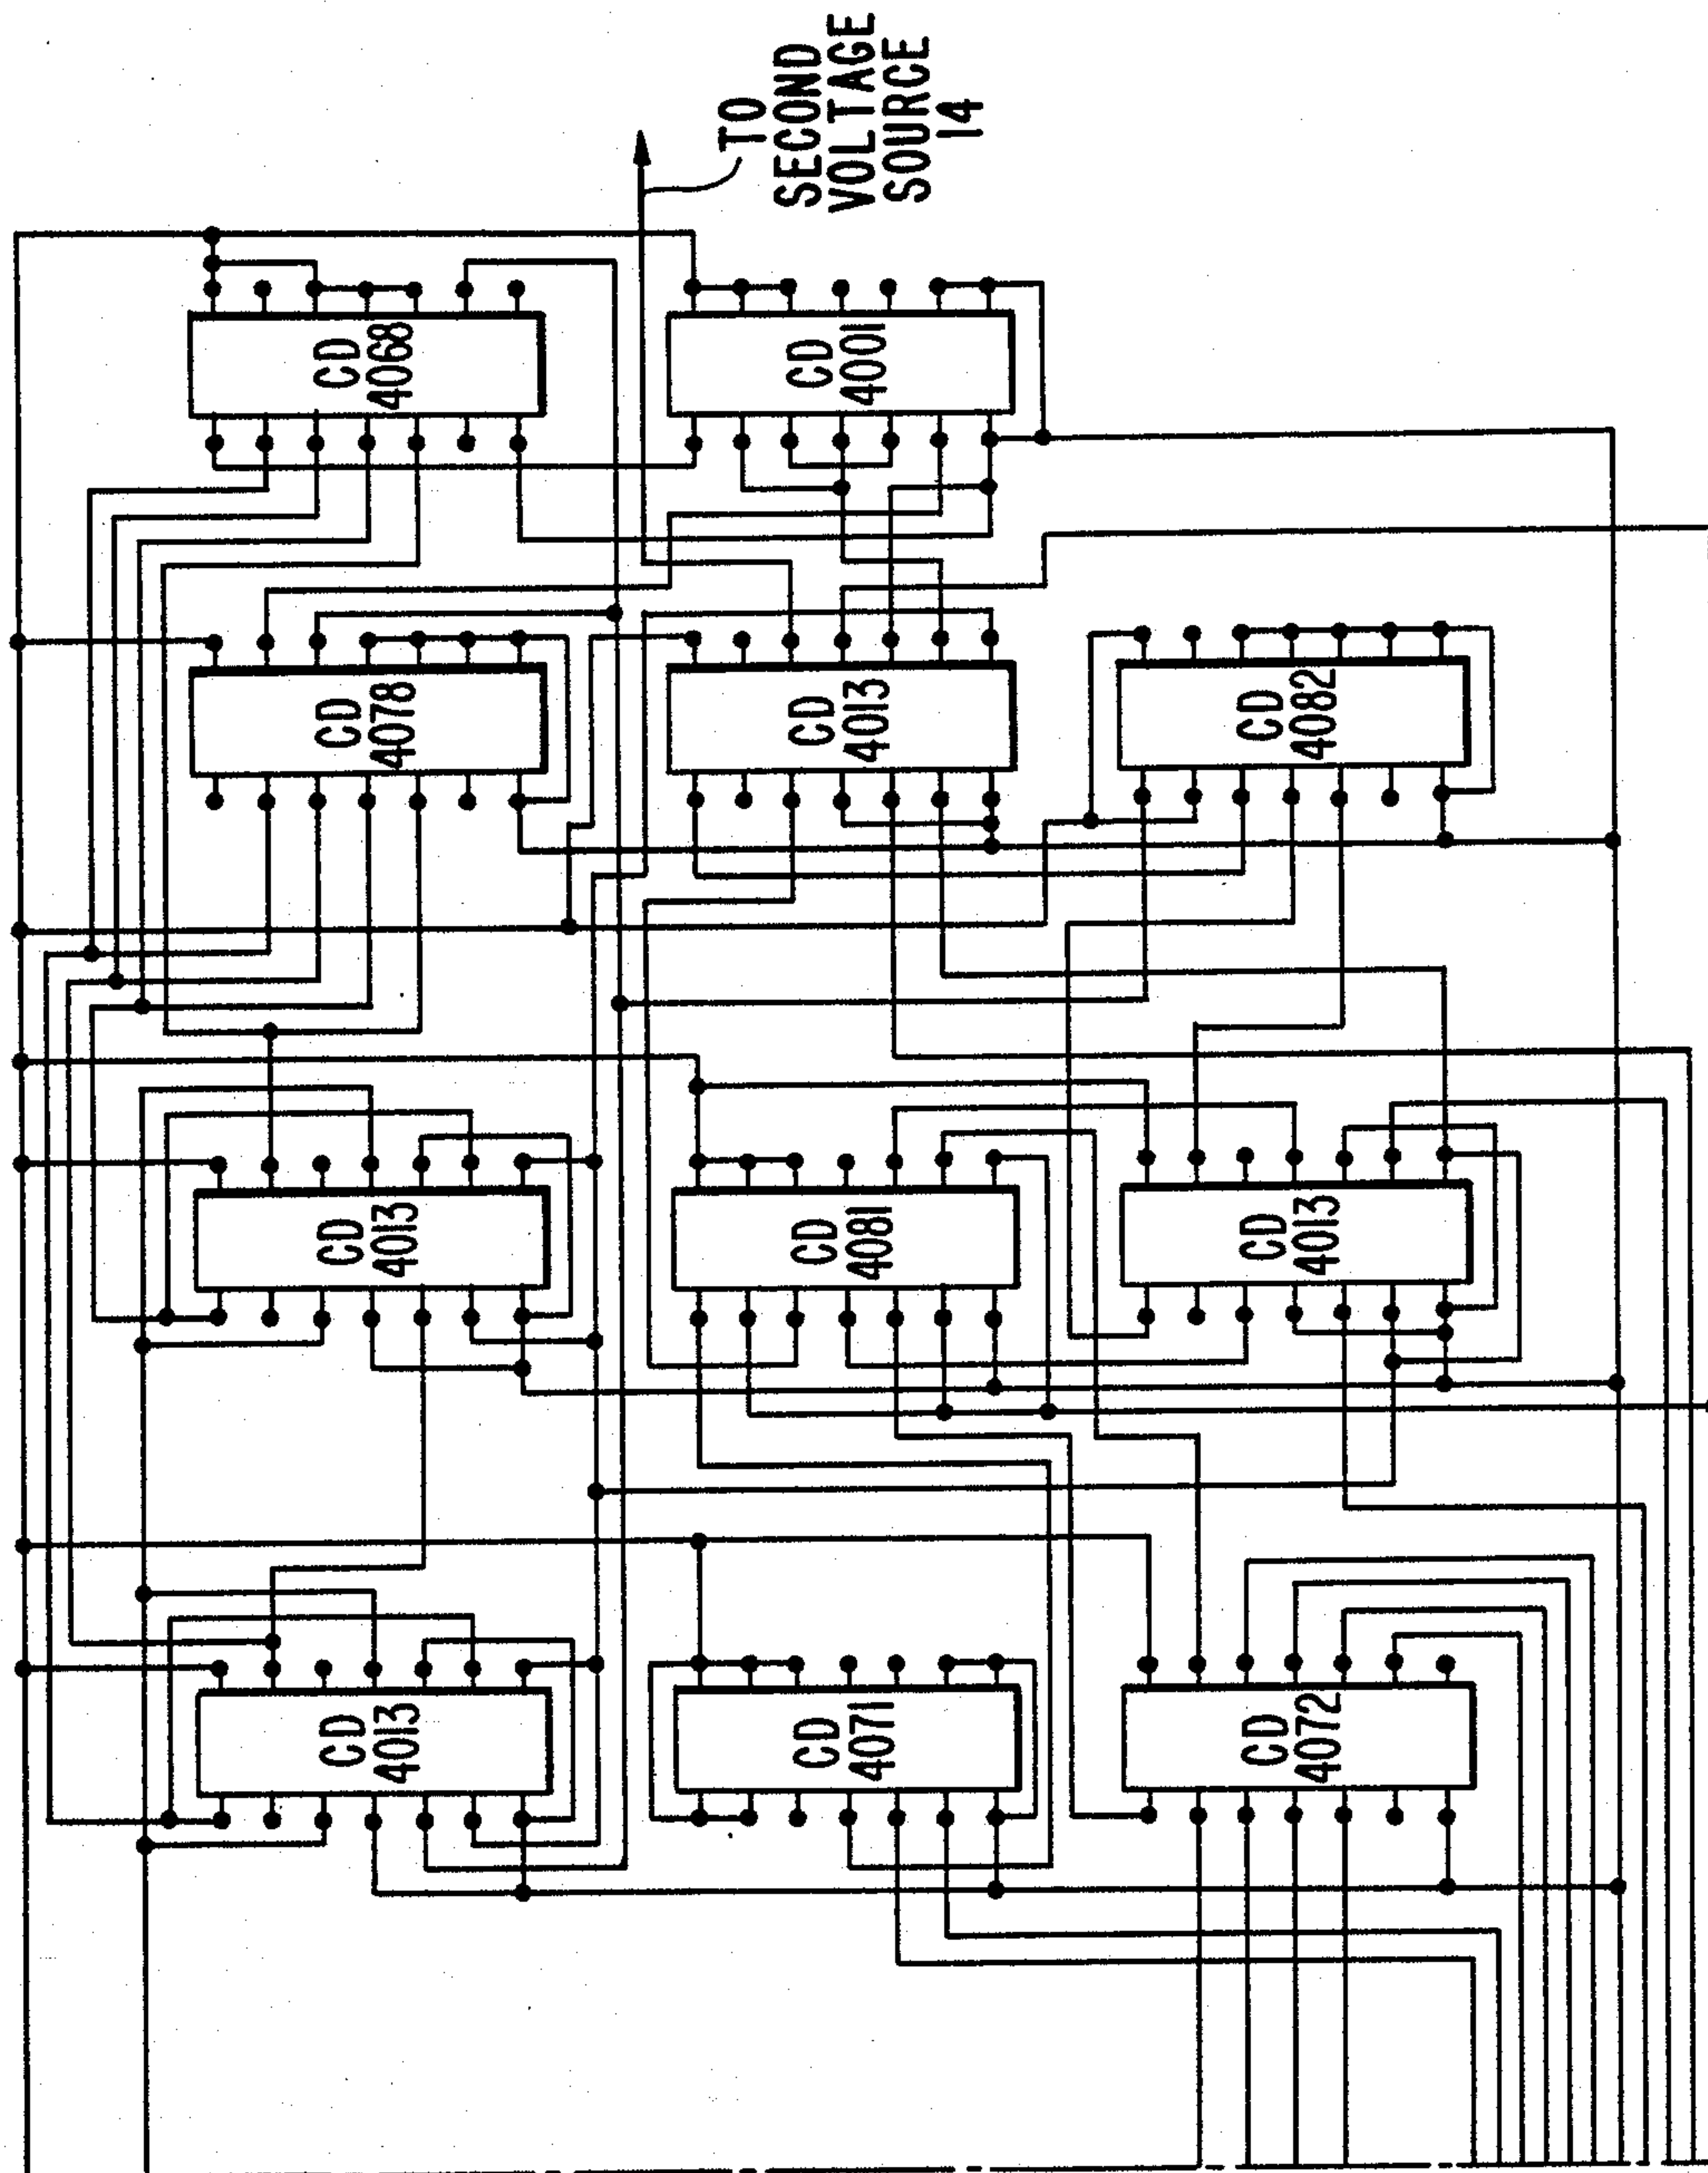 TO
SECOND
VOLTAGE
SOURCE
14
CD
4068
CD
4001
CD
4078
CD
4013
CD
4082
CD
4013
CD
4081
CD
4013
CD
4013
CD
4071
CD
4072